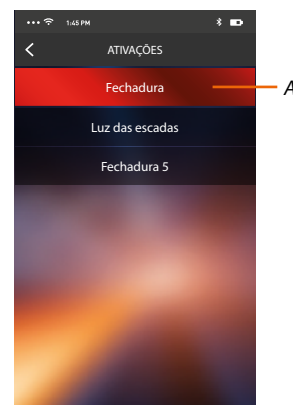 1:45 PM
ATIVAÇÕES
Fechadura
A
Luz das escadas
Fechadura 5